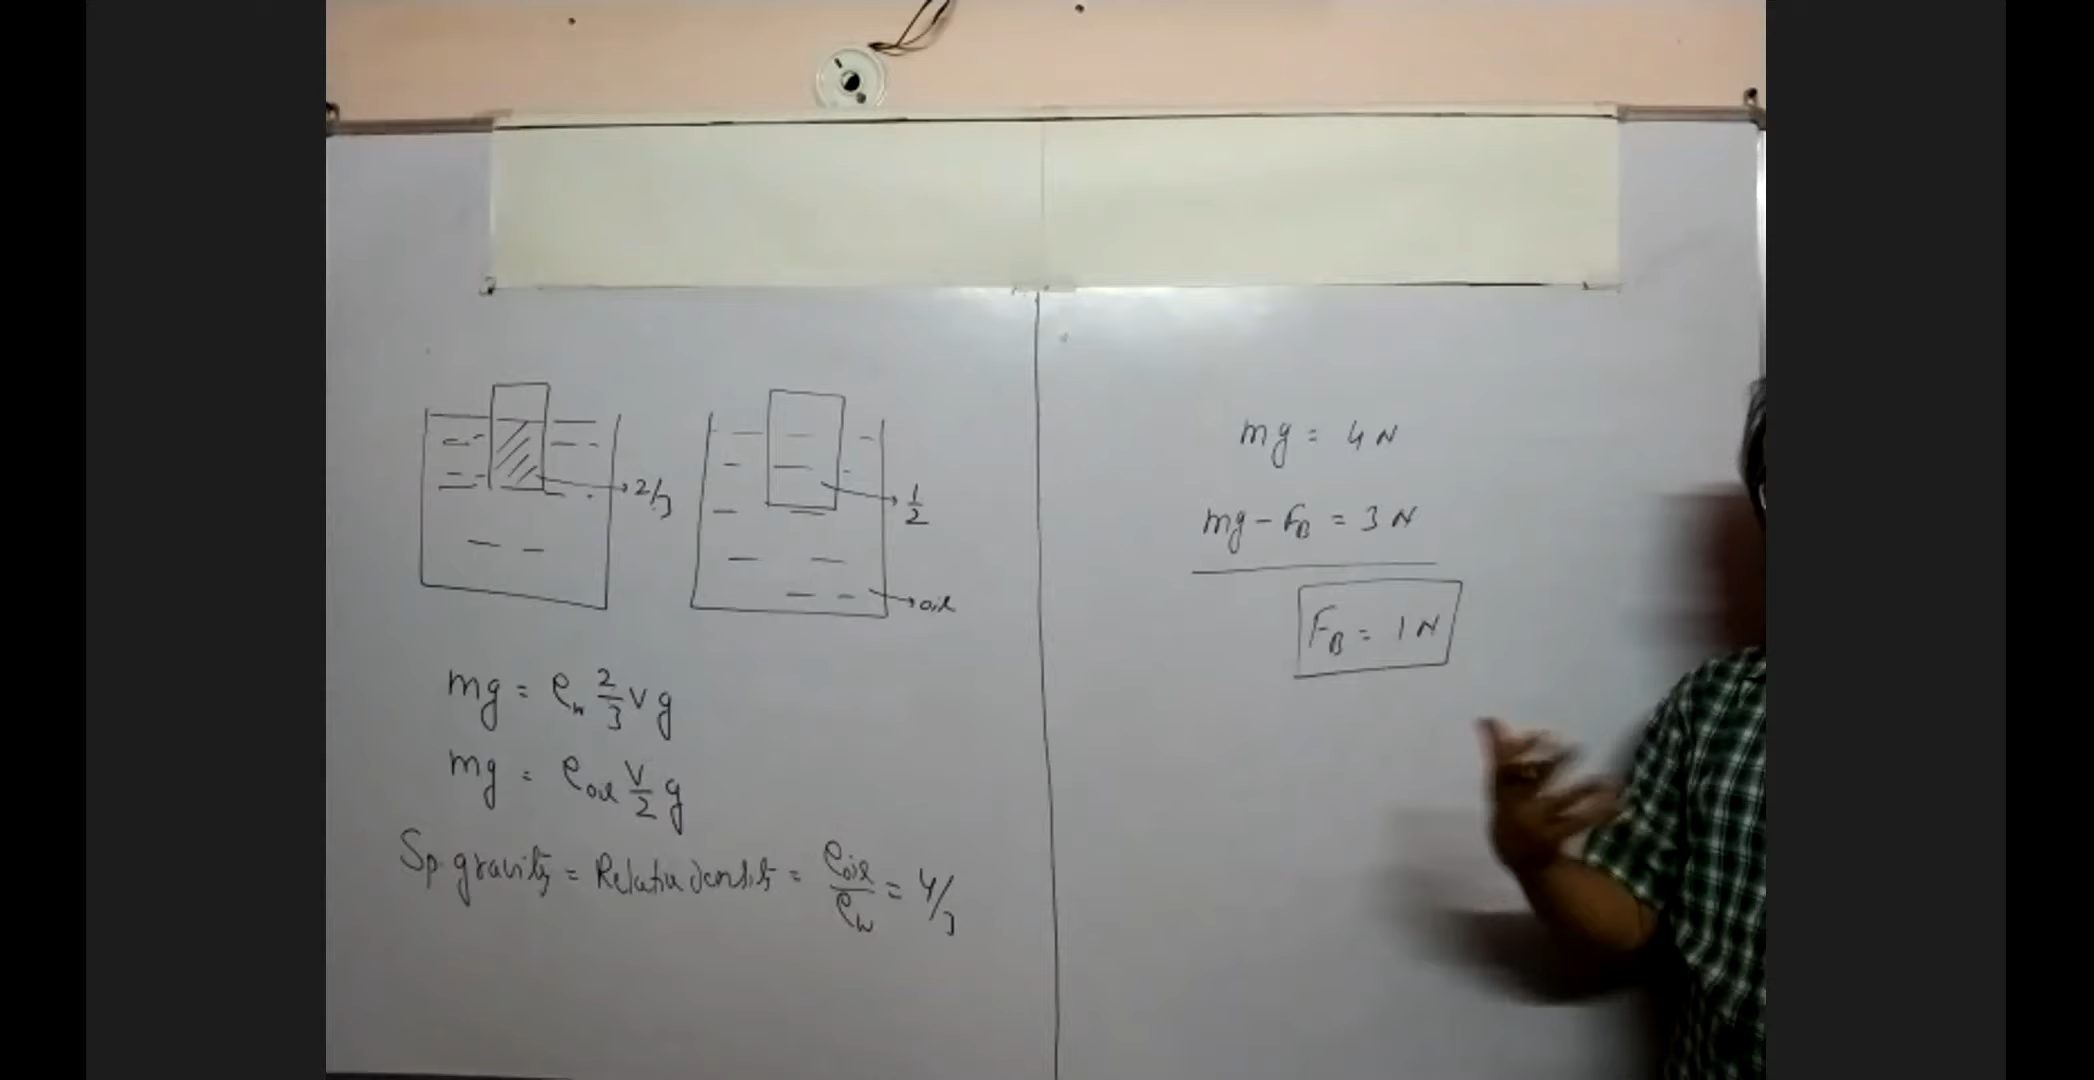 2/3
1/2
oil
mg = ρw 2/3 V g
mg = ρoil V/2 g
Sp. gravity = Relative density = ρoil/ρw = 4/3
mg = 4 N
mg - FB = 3 N
FB = 1 N